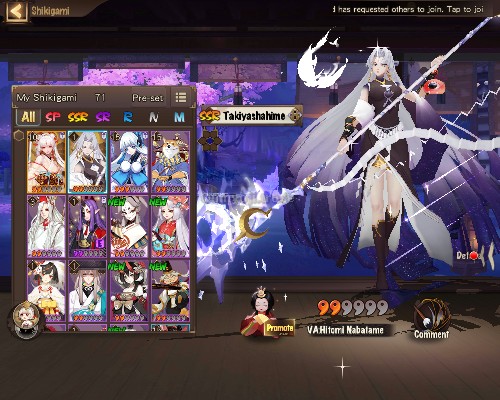 Shikigami
l has requested others to join. Tap to joi
My Shikigami 71 Pre-set
All SP SSR SR R N M
SSR Takiyashahime
NEW NEW
NEW NEW
Promote
VA:Hitomi Nabatame
Comment